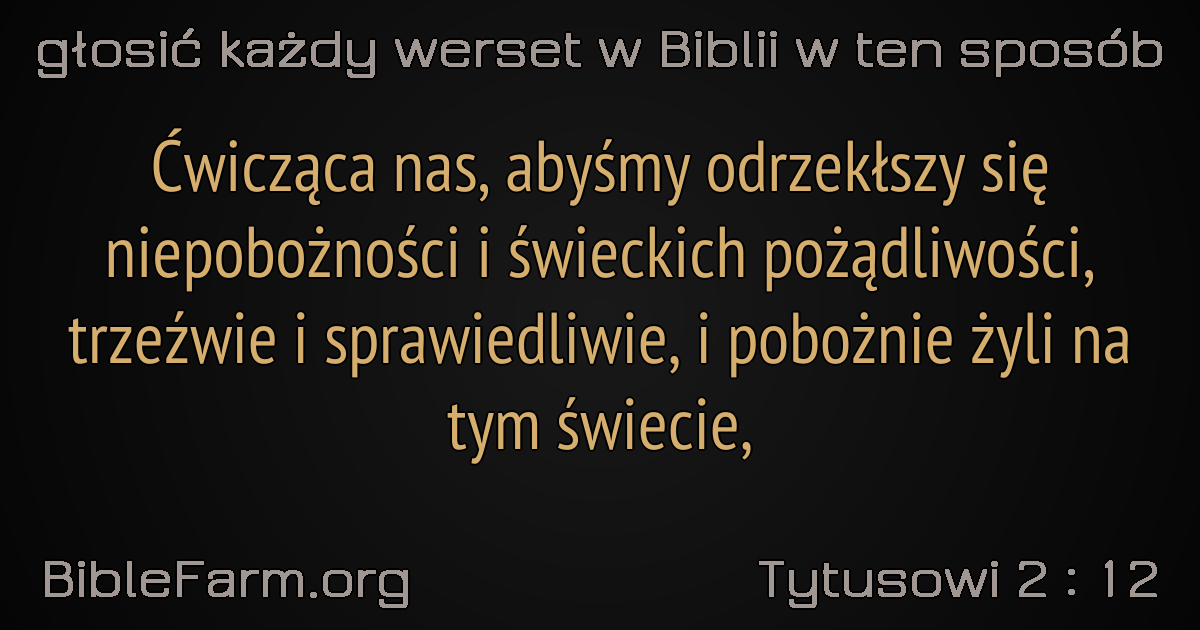 głosić każdy werset w Biblii w ten sposób
Ćwicząca nas, abyśmy odrzekłszy się
niepobożności i świeckich pożądliwości,
trzeźwie i sprawiedliwie, i pobożnie żyli na
tym świecie,
BibleFarm.org
Tytusowi 2 : 12